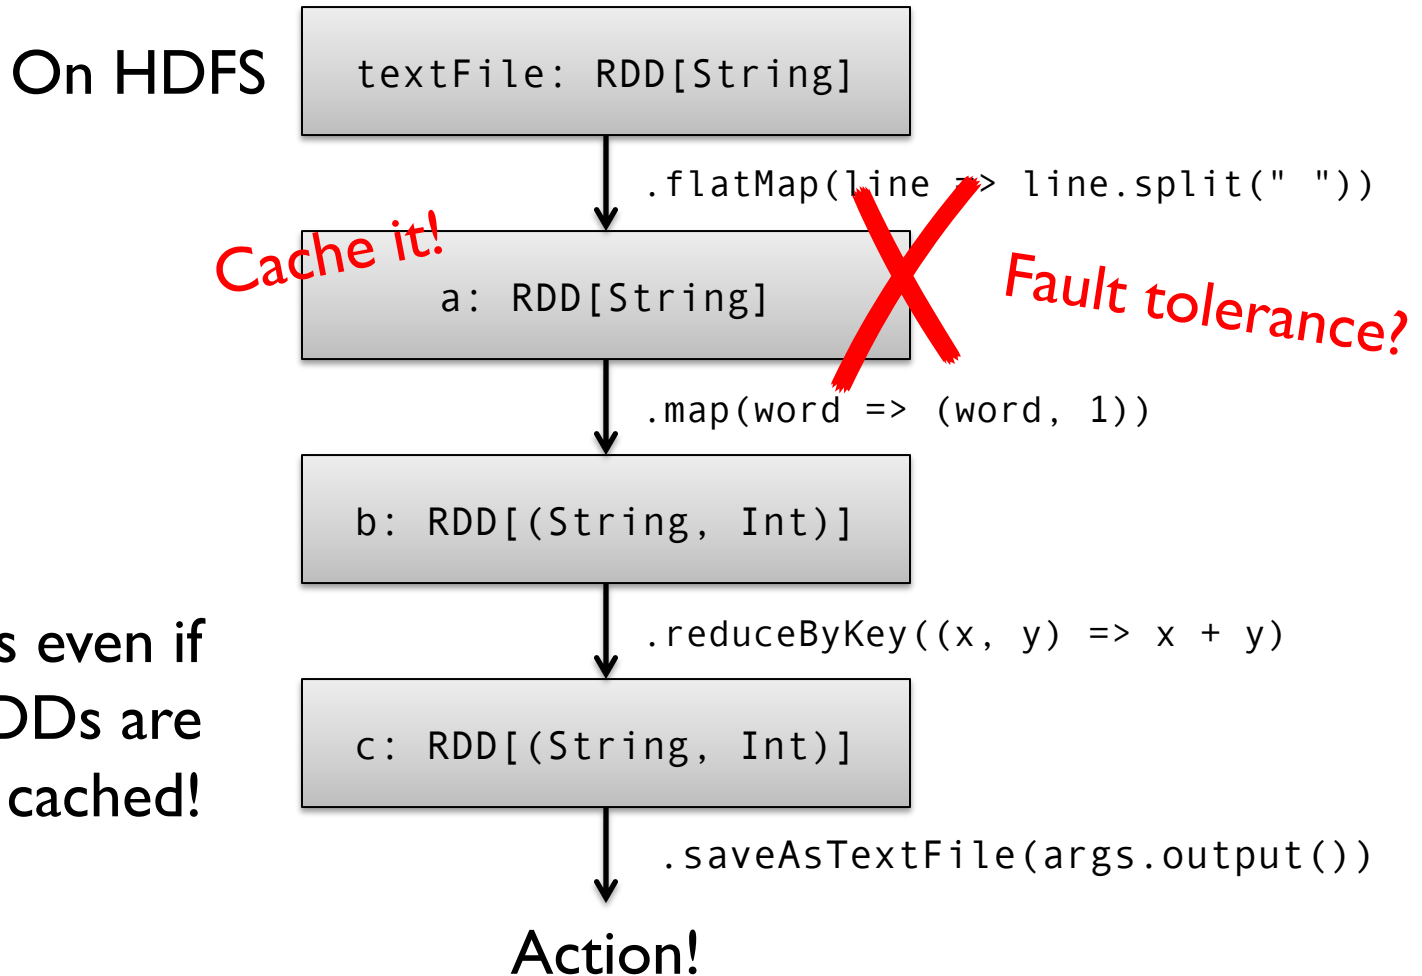 On HDFS
textFile: RDD[String]
.flatMap(line => line.split(" "))
Cache it!
a: RDD[String]
Fault tolerance?
.map(word => (word, 1))
b: RDD[(String, Int)]
even if
.reduceByKey((x, y) => x + y)
are
cached!
c: RDD[(String, Int)]
.saveAsTextFile(args.output())
Action!